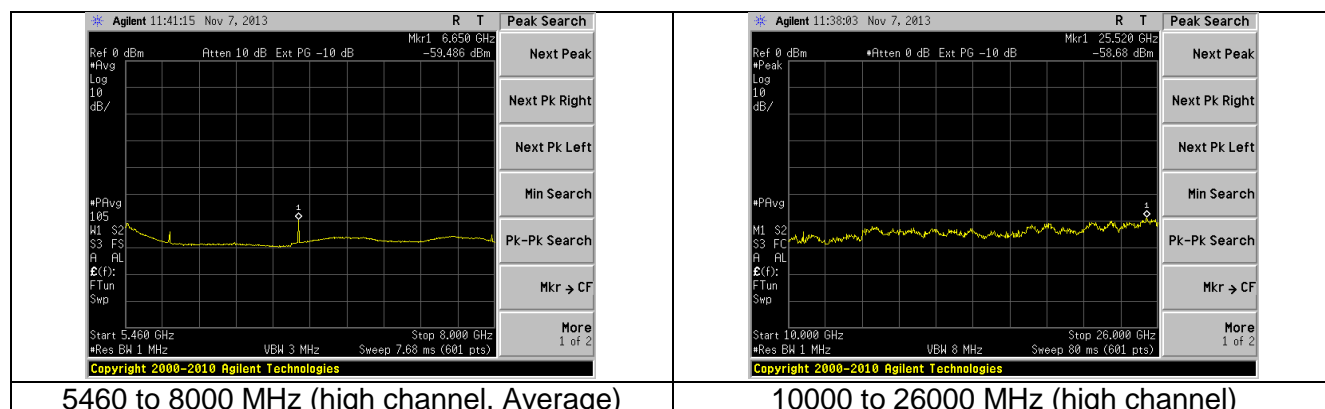 Agilent 11:41:15 Nov 7, 2013 R T Peak Search
Mkr1 6.650 GHz
Ref 0 dBm Atten 10 dB Ext PG -10 dB -59.486 dBm
#Avg
Log
10
dB/
1
#PAvg
105
W1 S2
S3 FS
A AL
£(f):
FTun
Swp
Start 5.460 GHz Stop 8.000 GHz
#Res BW 1 MHz VBW 3 MHz Sweep 7.68 ms (601 pts)
Copyright 2000-2010 Agilent Technologies
Next Peak
Next Pk Right
Next Pk Left
Min Search
Pk-Pk Search
Mkr → CF
More
1 of 2
5460 to 8000 MHz (high channel, Average)
Agilent 11:38:03 Nov 7, 2013 R T Peak Search
Mkr1 25.520 GHz
Ref 0 dBm #Atten 0 dB Ext PG -10 dB -58.68 dBm
#Peak
Log
10
dB/
1
#PAvg
M1 S2
S3 FC
A AL
£(f):
FTun
Swp
Start 10.000 GHz Stop 26.000 GHz
#Res BW 1 MHz VBW 8 MHz Sweep 80 ms (601 pts)
Copyright 2000-2010 Agilent Technologies
Next Peak
Next Pk Right
Next Pk Left
Min Search
Pk-Pk Search
Mkr → CF
More
1 of 2
10000 to 26000 MHz (high channel)